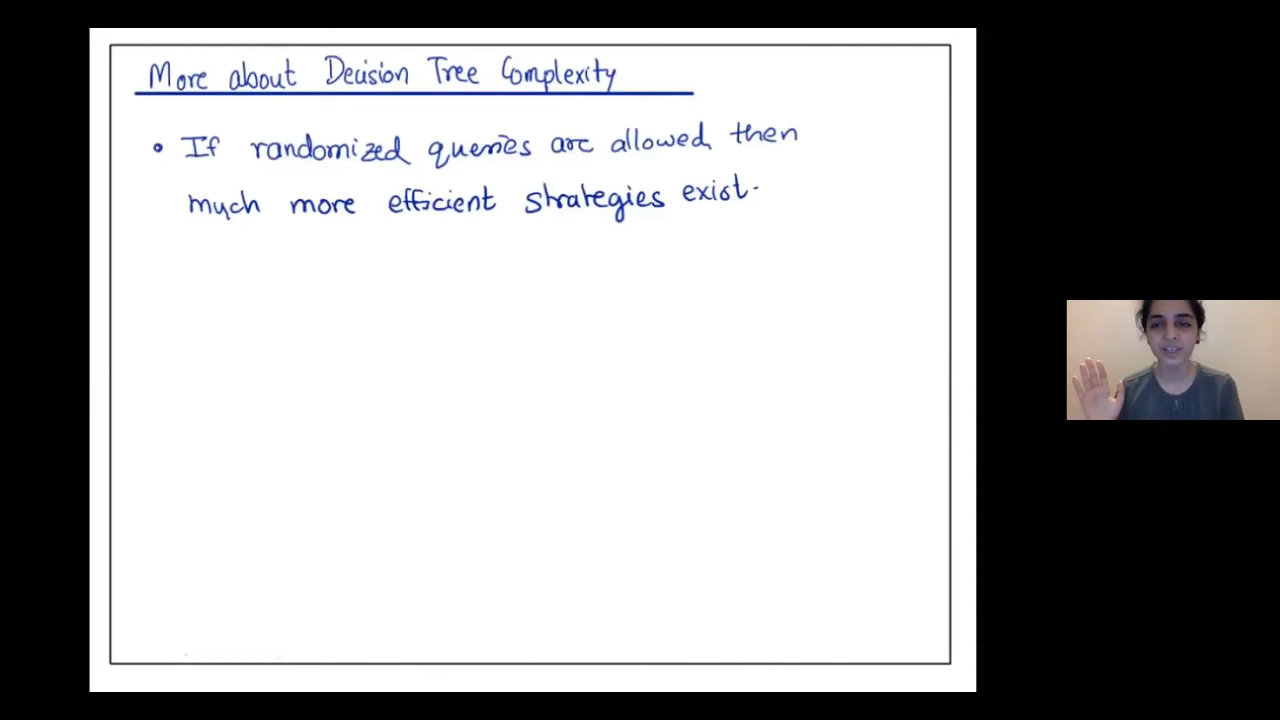 More about Decision Tree Complexity
• If randomized queries are allowed, then
much more efficient strategies exist.